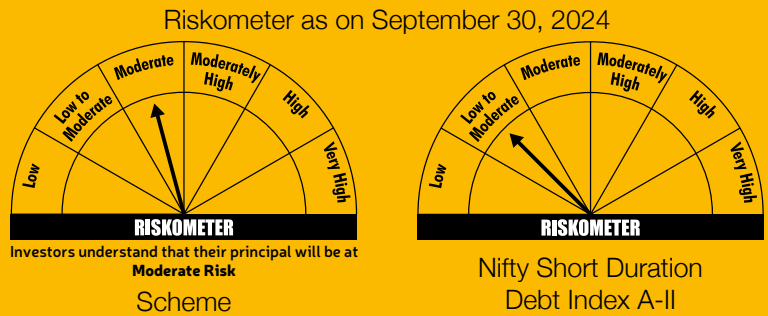 Riskometer as on September 30, 2024
Low
Low to
Moderate
Moderate
Moderately
High
High
Very High
RISKOMETER
Investors understand that their principal will be at
Moderate Risk
Scheme
Low
Low to
Moderate
Moderate
Moderately
High
High
Very High
RISKOMETER
Nifty Short Duration
Debt Index A-II